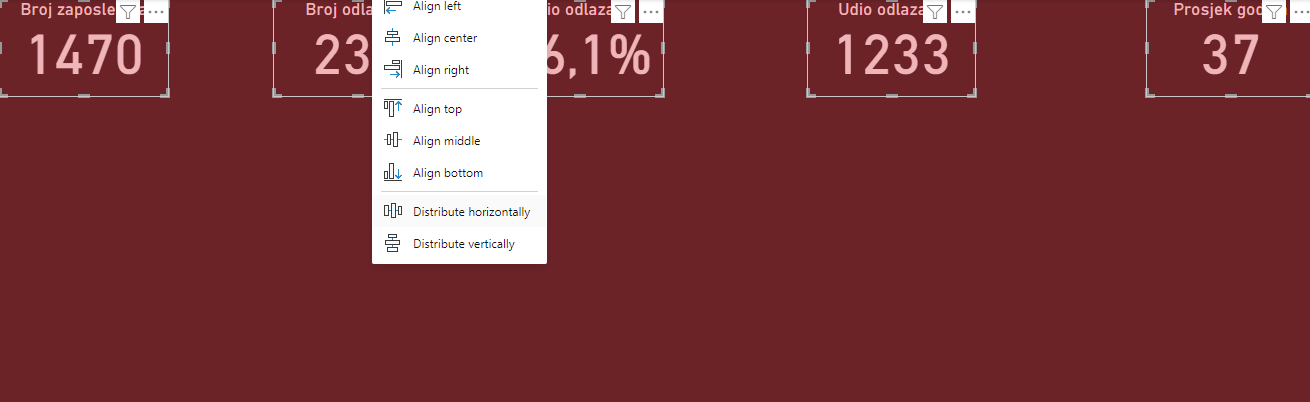 Broj zaposle
1470
Broj odla
23
io odlaza
6,1%
Udio odlaza
1233
Prosjek god
37
Align left
Align center
Align right
Align top
Align middle
Align bottom
Distribute horizontally
Distribute vertically